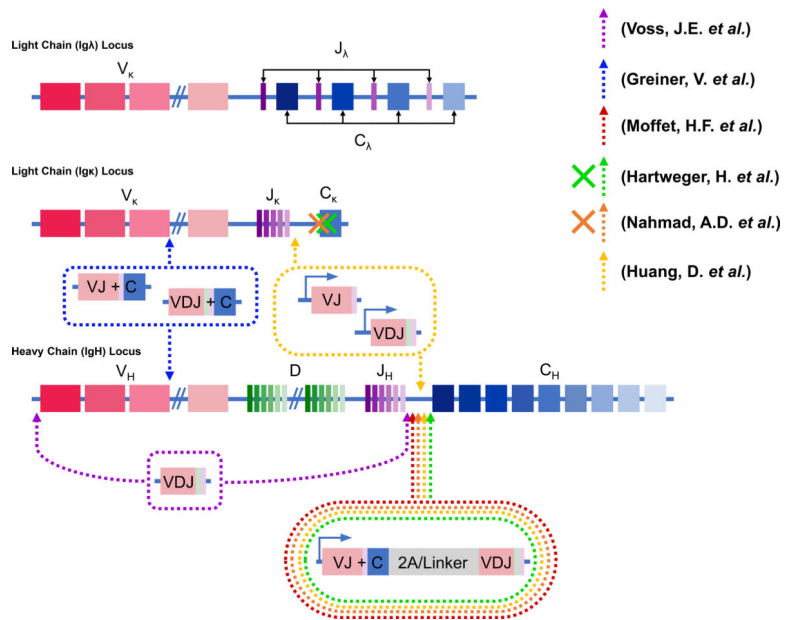 Light Chain (Igλ) Locus
Vκ
Jλ
Cλ
Light Chain (Igκ) Locus
Vκ
Jκ
Cκ
VJ + C
VDJ + C
VJ
VDJ
Heavy Chain (IgH) Locus
VH
D
JH
CH
VDJ
VJ + C 2A/Linker VDJ
(Voss, J.E. et al.)
(Greiner, V. et al.)
(Moffet, H.F. et al.)
(Hartweger, H. et al.)
(Nahmad, A.D. et al.)
(Huang, D. et al.)